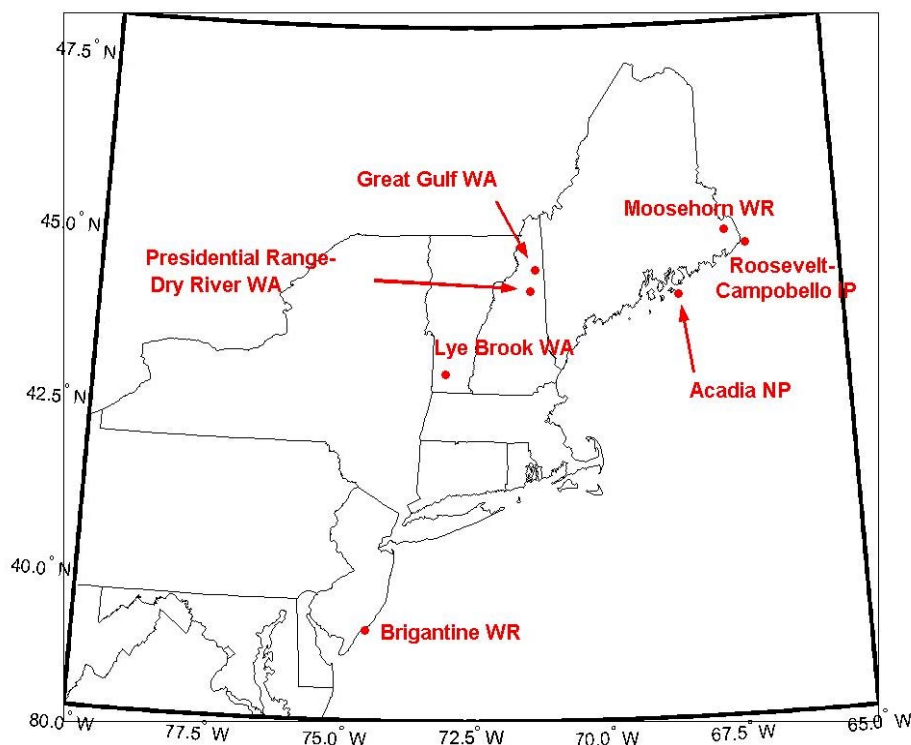 47.5° N
Great Gulf WA
Moosehorn WR
45.0° N
Presidential Range-
Dry River WA
Roosevelt-
Campobello IP
Lye Brook WA
Acadia NP
42.5° N
40.0° N
Brigantine WR
80.0° W
77.5° W
75.0° W
72.5° W
70.0° W
67.5° W
65.0° W